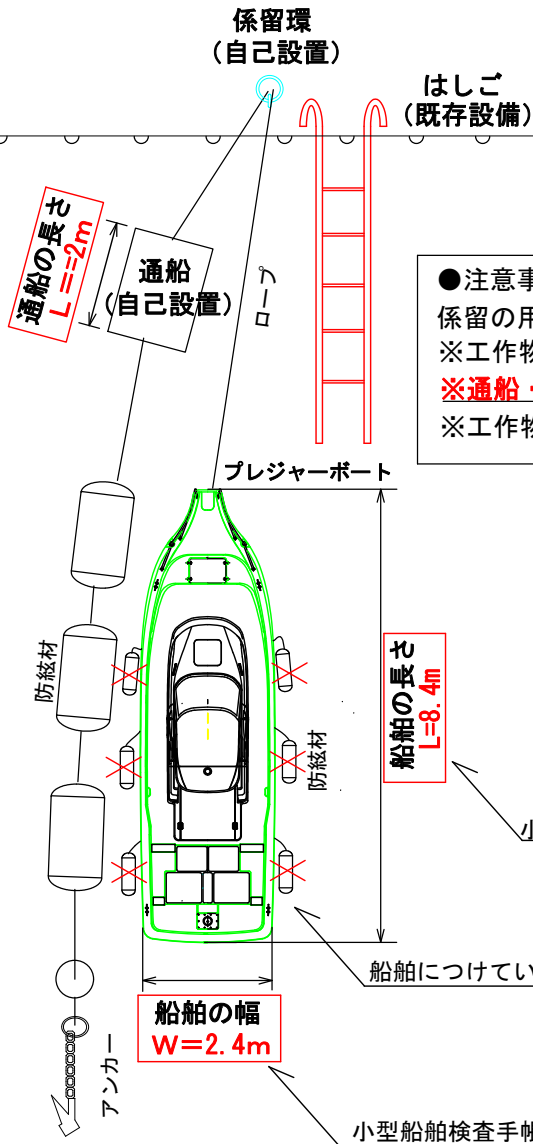 係留環
（自己設置）
はしご
（既存設備）
通船の長さ
L==2m
通船
（自己設置）
ロープ
●注意事
係留の用
※工作物
※通船・
※工作物
プレジャーボート
防舷材
防舷材
船舶の長さ
L=8.4m
小
船舶につけてい
船舶の幅
W=2.4m
アンカー
小型船舶検査手帳